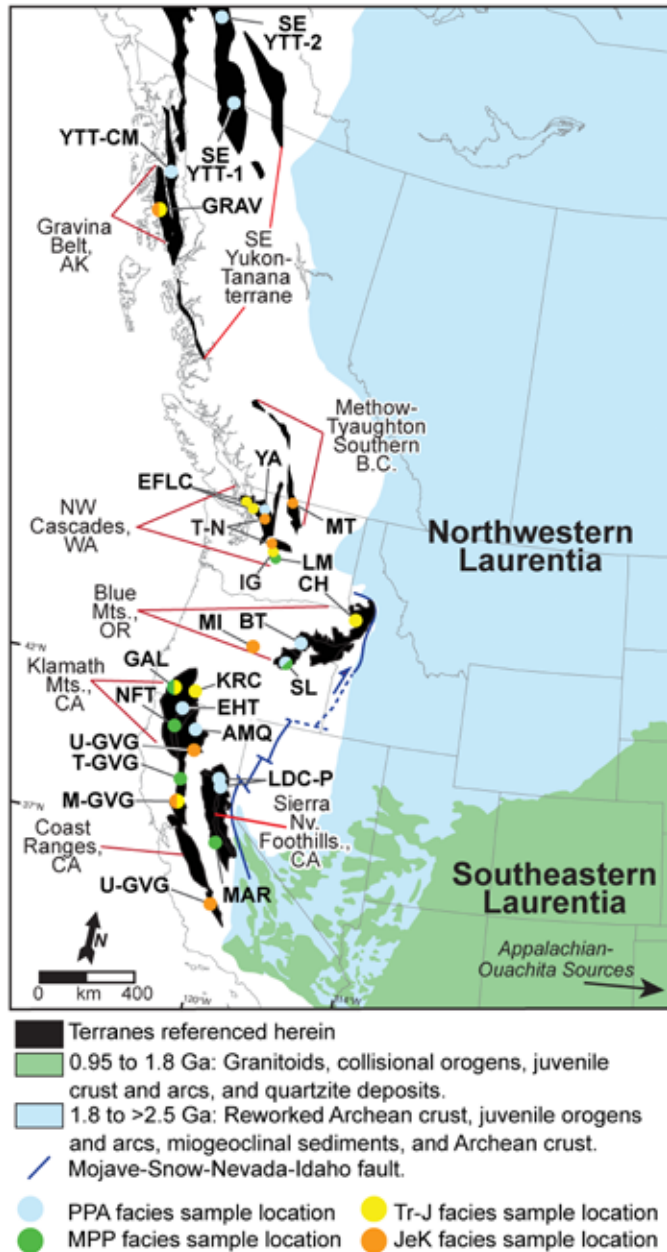 SE
YTT-2
YTT-CM
SE
YTT-1
GRAV
Gravina
Belt,
AK
SE
Yukon-
Tanana
terrane
Methow-
Tyaughton
Southern
B.C.
YA
EFLC
NW
Cascades,
WA
T-N
MT
LM
IG
CH
Northwestern
Laurentia
Blue
Mts.,
OR
MI
BT
SL
42°N
Klamath
Mts.,
CA
GAL
NFT
KRC
EHT
AMQ
U-GVG
T-GVG
LDC-P
37°N
M-GVG
Sierra
Nv.
Foothills.,
CA
Coast
Ranges,
CA
MAR
U-GVG
Southeastern
Laurentia
Appalachian-
Ouachita Sources
N
0 km 400
120°W
Terranes referenced herein
0.95 to 1.8 Ga: Granitoids, collisional orogens, juvenile
crust and arcs, and quartzite deposits.
1.8 to >2.5 Ga: Reworked Archean crust, juvenile orogens
and arcs, miogeoclinal sediments, and Archean crust.
Mojave-Snow-Nevada-Idaho fault.
PPA facies sample location
Tr-J facies sample location
MPP facies sample location
JeK facies sample location